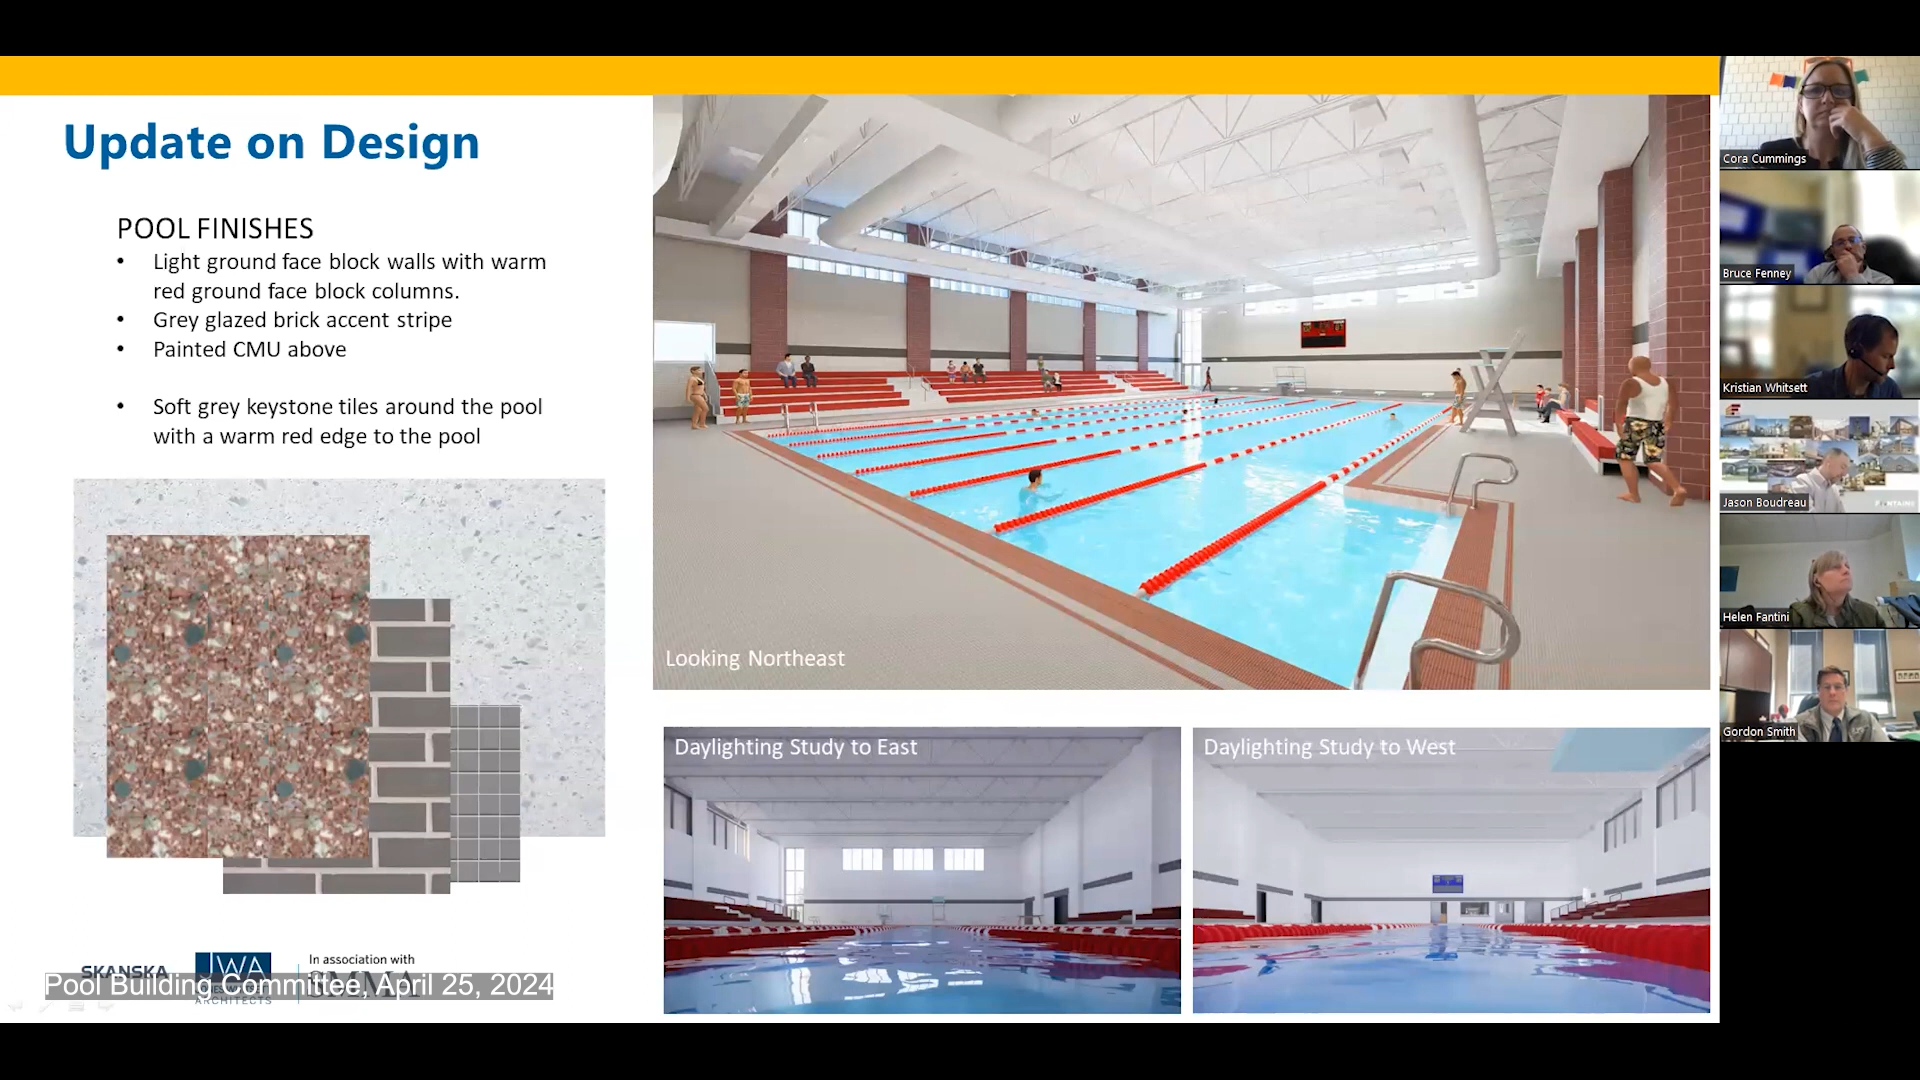 Update on Design
POOL FINISHES
• Light ground face block walls with warm
red ground face block columns.
• Grey glazed brick accent stripe
• Painted CMU above
• Soft grey keystone tiles around the pool
with a warm red edge to the pool
Looking Northeast
Daylighting Study to East
Daylighting Study to West
SKANSKA
JWA
ARCHITECTS
In association with
SMMA
Pool Building Committee, April 25, 2024
Cora Cummings
Bruce Fenney
Kristian Whitsett
Jason Boudreau
Helen Fantini
Gordon Smith